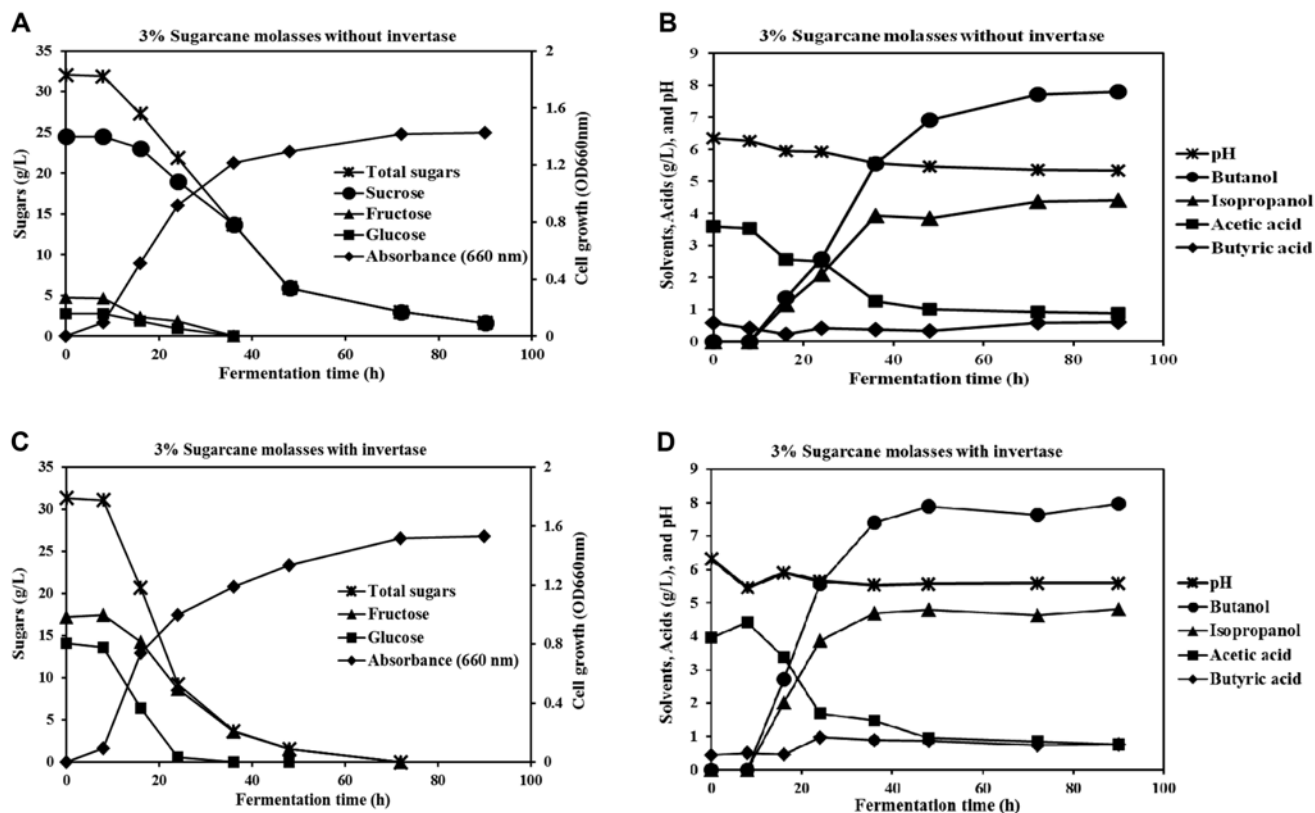 A
3% Sugarcane molasses without invertase
35
30
25
20
15
10
5
0
Sugars (g/L)
2
1.6
1.2
0.8
0.4
0
Cell growth (OD660nm)
Total sugars
Sucrose
Fructose
Glucose
Absorbance (660 nm)
0 20 40 60 80 100
Fermentation time (h)
B
3% Sugarcane molasses without invertase
9
8
7
6
5
4
3
2
1
0
Solvents, Acids (g/L), and pH
pH
Butanol
Isopropanol
Acetic acid
Butyric acid
0 20 40 60 80 100
Fermentation time (h)
C
3% Sugarcane molasses with invertase
35
30
25
20
15
10
5
0
Sugars (g/L)
2
1.6
1.2
0.8
0.4
0
Cell growth (OD660nm)
Total sugars
Fructose
Glucose
Absorbance (660 nm)
0 20 40 60 80 100
Fermentation time (h)
D
3% Sugarcane molasses with invertase
9
8
7
6
5
4
3
2
1
0
Solvents, Acids (g/L), and pH
pH
Butanol
Isopropanol
Acetic acid
Butyric acid
0 20 40 60 80 100
Fermentation time (h)